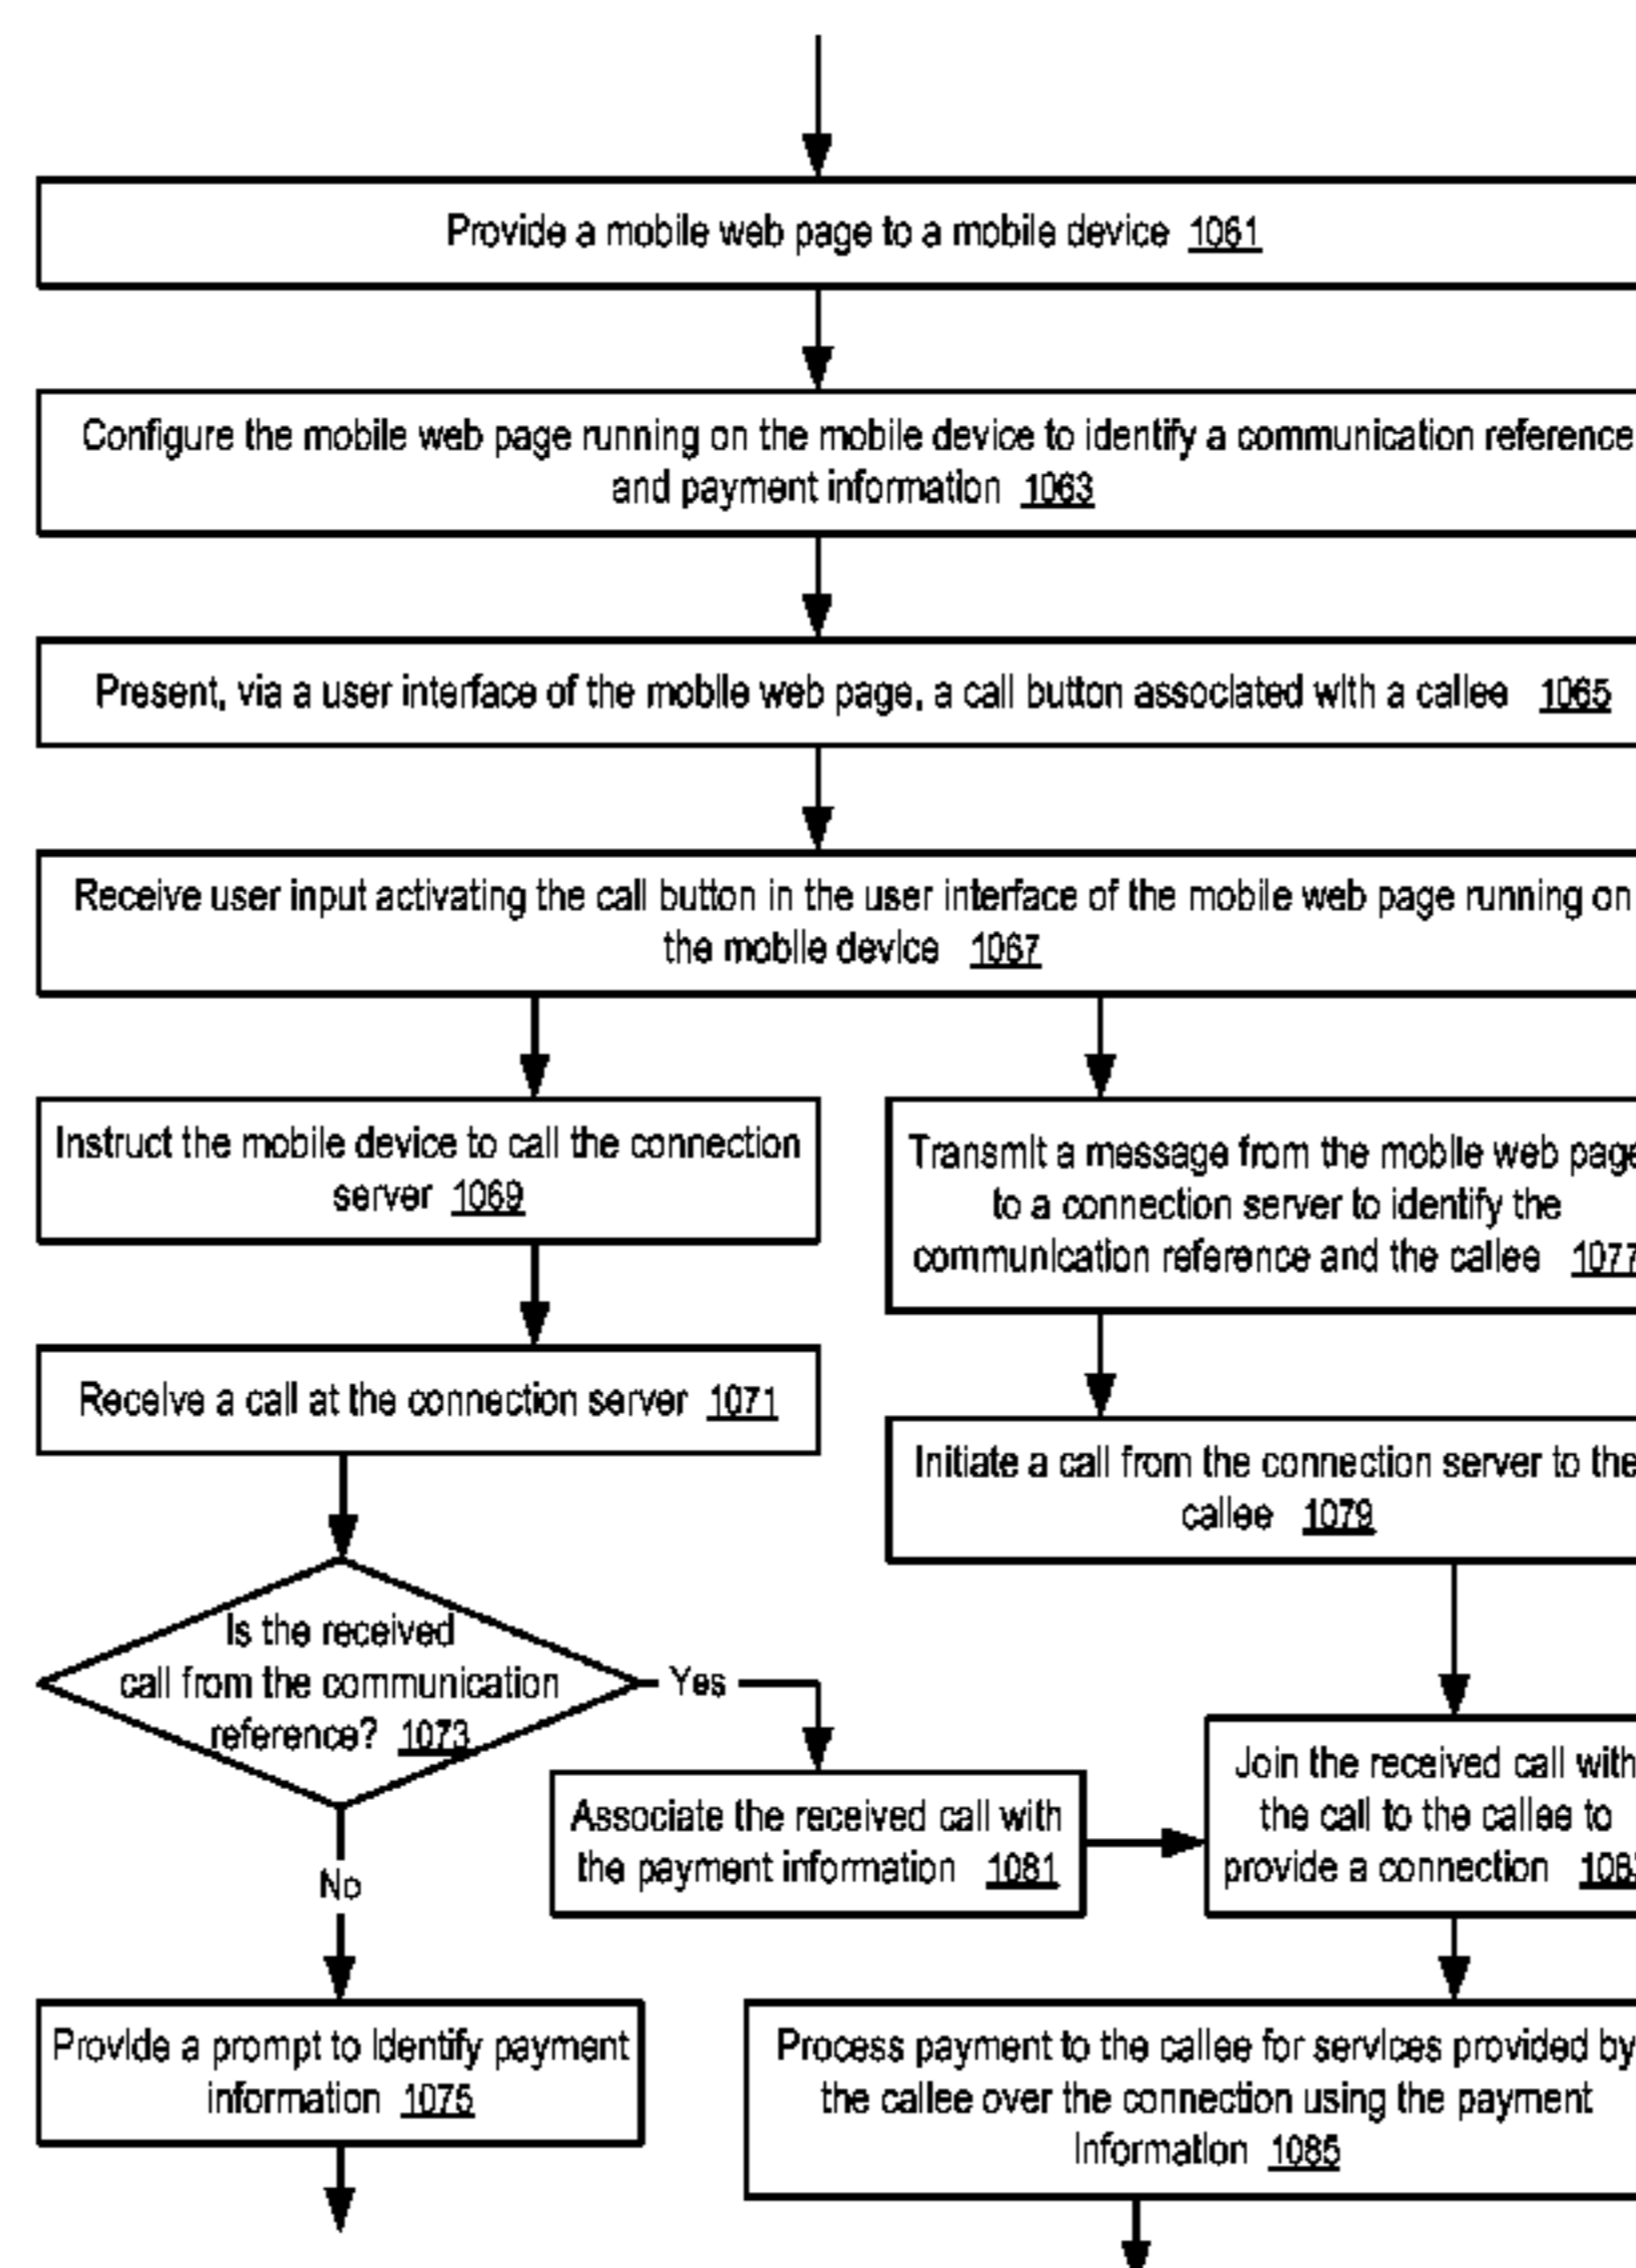 Provide a mobile web page to a mobile device 1061
Configure the mobile web page running on the mobile device to identify a communication reference
and payment information 1063
Present, via a user interface of the mobile web page, a call button associated with a callee 1065
Receive user input activating the call button in the user interface of the mobile web page running on
the mobile device 1067
Instruct the mobile device to call the connection
server 1069
Transmit a message from the mobile web page
to a connection server to identify the
communication reference and the callee 1077
Receive a call at the connection server 1071
Initiate a call from the connection server to the
callee 1079
Is the received
call from the communication
reference? 1073
Yes
No
Associate the received call with
the payment information 1081
Join the received call with
the call to the callee to
provide a connection
Provide a prompt to identify payment
information 1075
Process payment to the callee for services provided by
the callee over the connection using the payment
information 1085